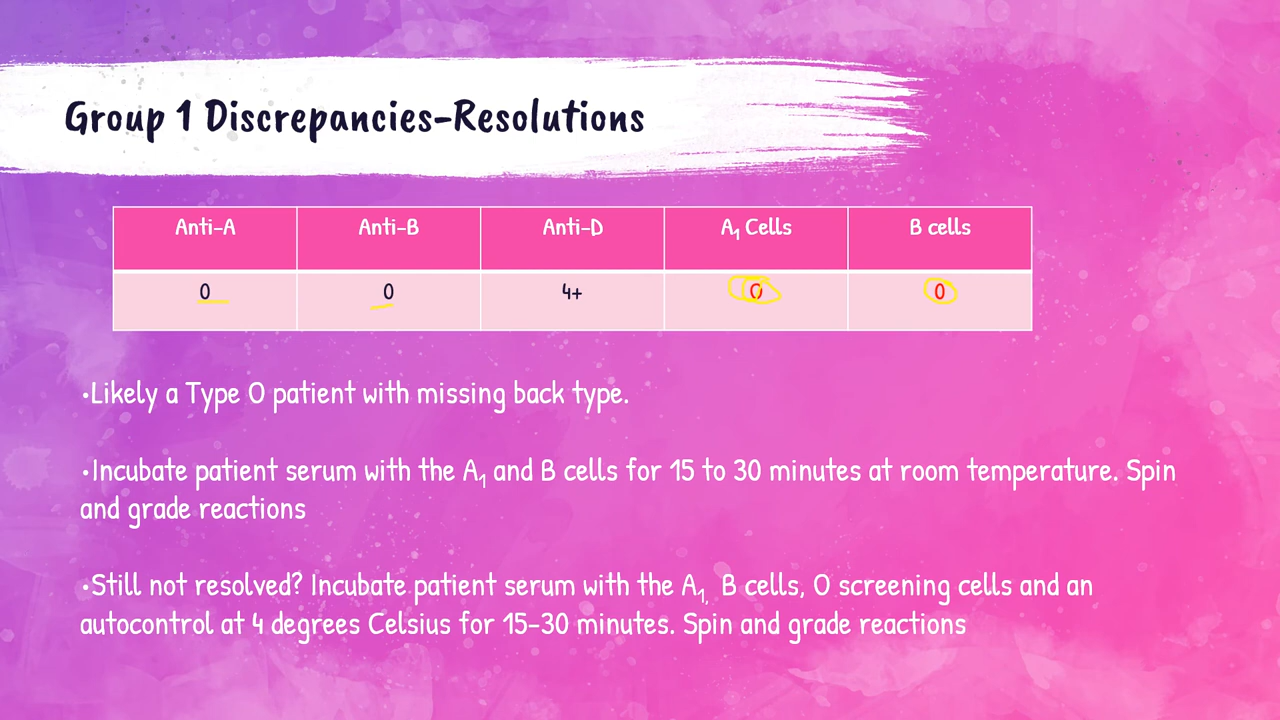 Group 1 Discrepancies-Resolutions
Anti-A Anti-B Anti-D A₁ Cells B cells
0 0 4+ 0 0
•Likely a Type O patient with missing back type.
•Incubate patient serum with the A₁ and B cells for 15 to 30 minutes at room temperature. Spin
and grade reactions
•Still not resolved? Incubate patient serum with the A₁, B cells, O screening cells and an
autocontrol at 4 degrees Celsius for 15-30 minutes. Spin and grade reactions